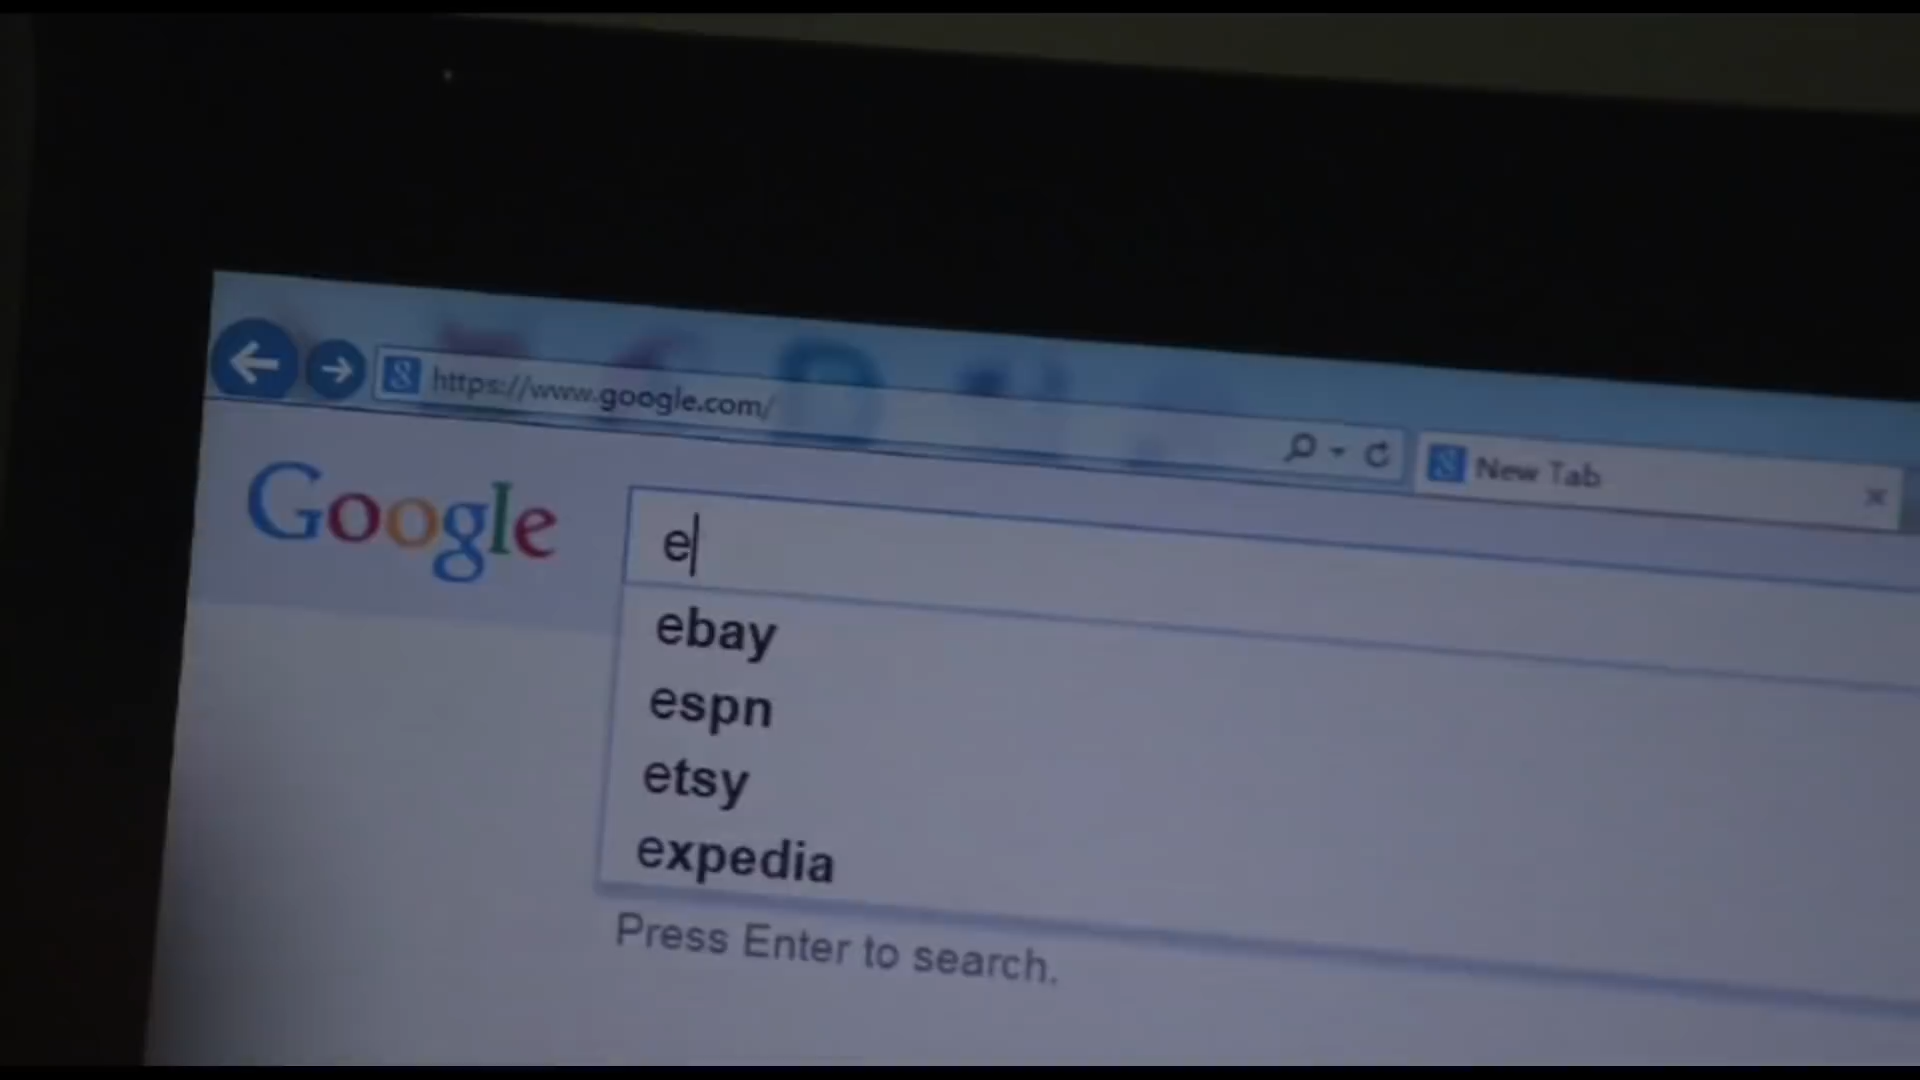 https://www.google.com/
New Tab
Google
e
ebay
espn
etsy
expedia
Press Enter to search.